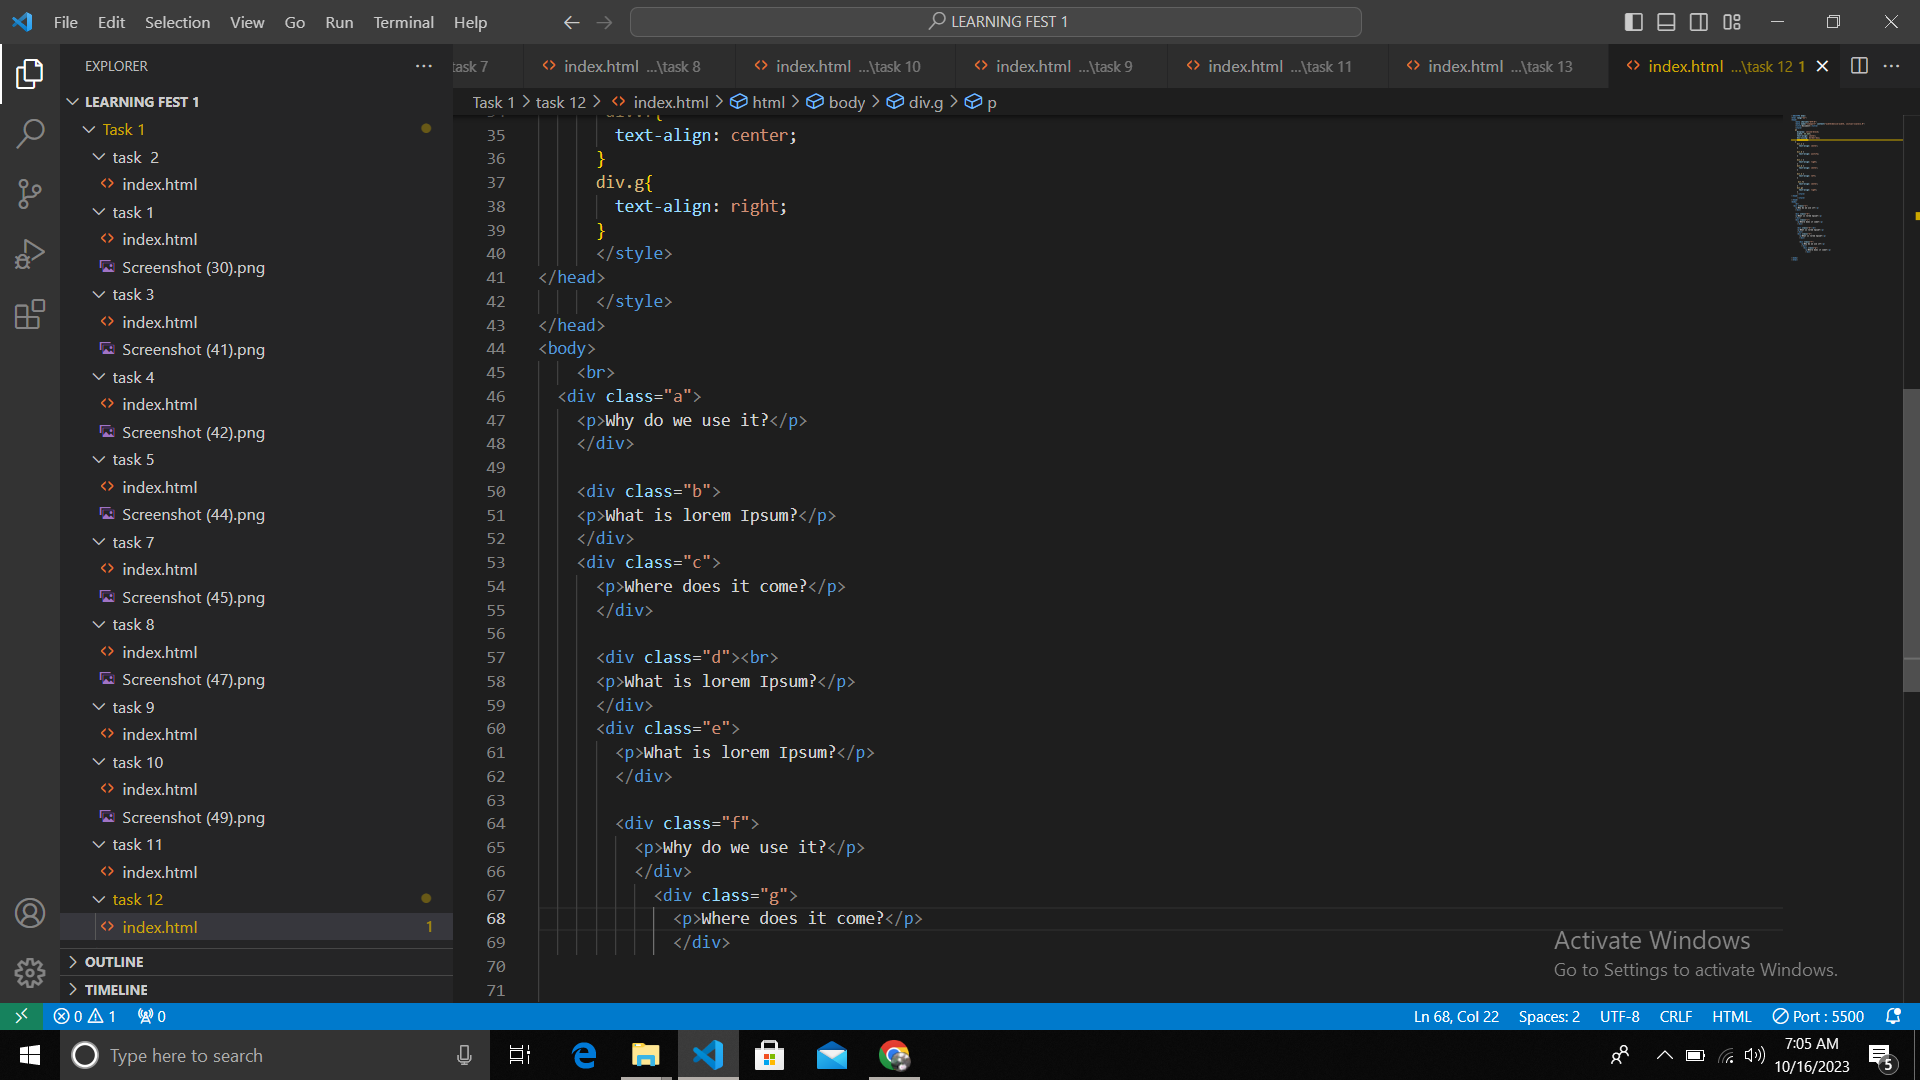 File Edit Selection View Go Run Terminal Help
LEARNING FEST 1
EXPLORER
task 7
index.html ...\task 8
index.html ...\task 10
index.html ...\task 9
index.html ...\task 11
index.html ...\task 13
index.html ...\task 12 1
Task 1 > task 12 > index.html > html > body > div.g > p
LEARNING FEST 1
Task 1
task 2
index.html
task 1
index.html
Screenshot (30).png
task 3
index.html
Screenshot (41).png
task 4
index.html
Screenshot (42).png
task 5
index.html
Screenshot (44).png
task 7
index.html
Screenshot (45).png
task 8
index.html
Screenshot (47).png
task 9
index.html
task 10
index.html
Screenshot (49).png
task 11
index.html
task 12
index.html 1
OUTLINE
TIMELINE
35 text-align: center;
36 }
37 div.g{
38 text-align: right;
39 }
40 </style>
41 </head>
42 </style>
43 </head>
44 <body>
45 <br>
46 <div class="a">
47 <p>Why do we use it?</p>
48 </div>
49
50 <div class="b">
51 <p>What is lorem Ipsum?</p>
52 </div>
53 <div class="c">
54 <p>Where does it come?</p>
55 </div>
56
57 <div class="d"><br>
58 <p>What is lorem Ipsum?</p>
59 </div>
60 <div class="e">
61 <p>What is lorem Ipsum?</p>
62 </div>
63
64 <div class="f">
65 <p>Why do we use it?</p>
66 </div>
67 <div class="g">
68 <p>Where does it come?</p>
69 </div>
70
71
Activate Windows
Go to Settings to activate Windows.
0 1 0
Ln 68, Col 22 Spaces: 2 UTF-8 CRLF HTML Port : 5500
Type here to search
7:05 AM
10/16/2023
5